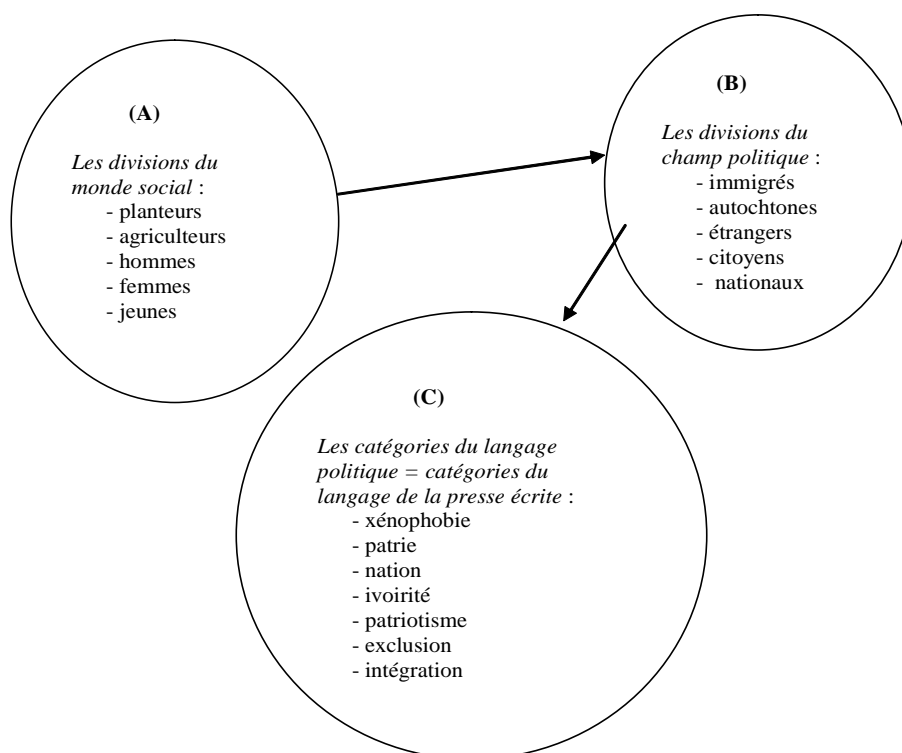 (A)
Les divisions du
monde social :
- planteurs
- agriculteurs
- hommes
- femmes
- jeunes
(B)
Les divisions du
champ politique :
- immigrés
- autochtones
- étrangers
- citoyens
- nationaux
(C)
Les catégories du langage
politique = catégories du
langage de la presse écrite :
- xénophobie
- patrie
- nation
- ivoirité
- patriotisme
- exclusion
- intégration